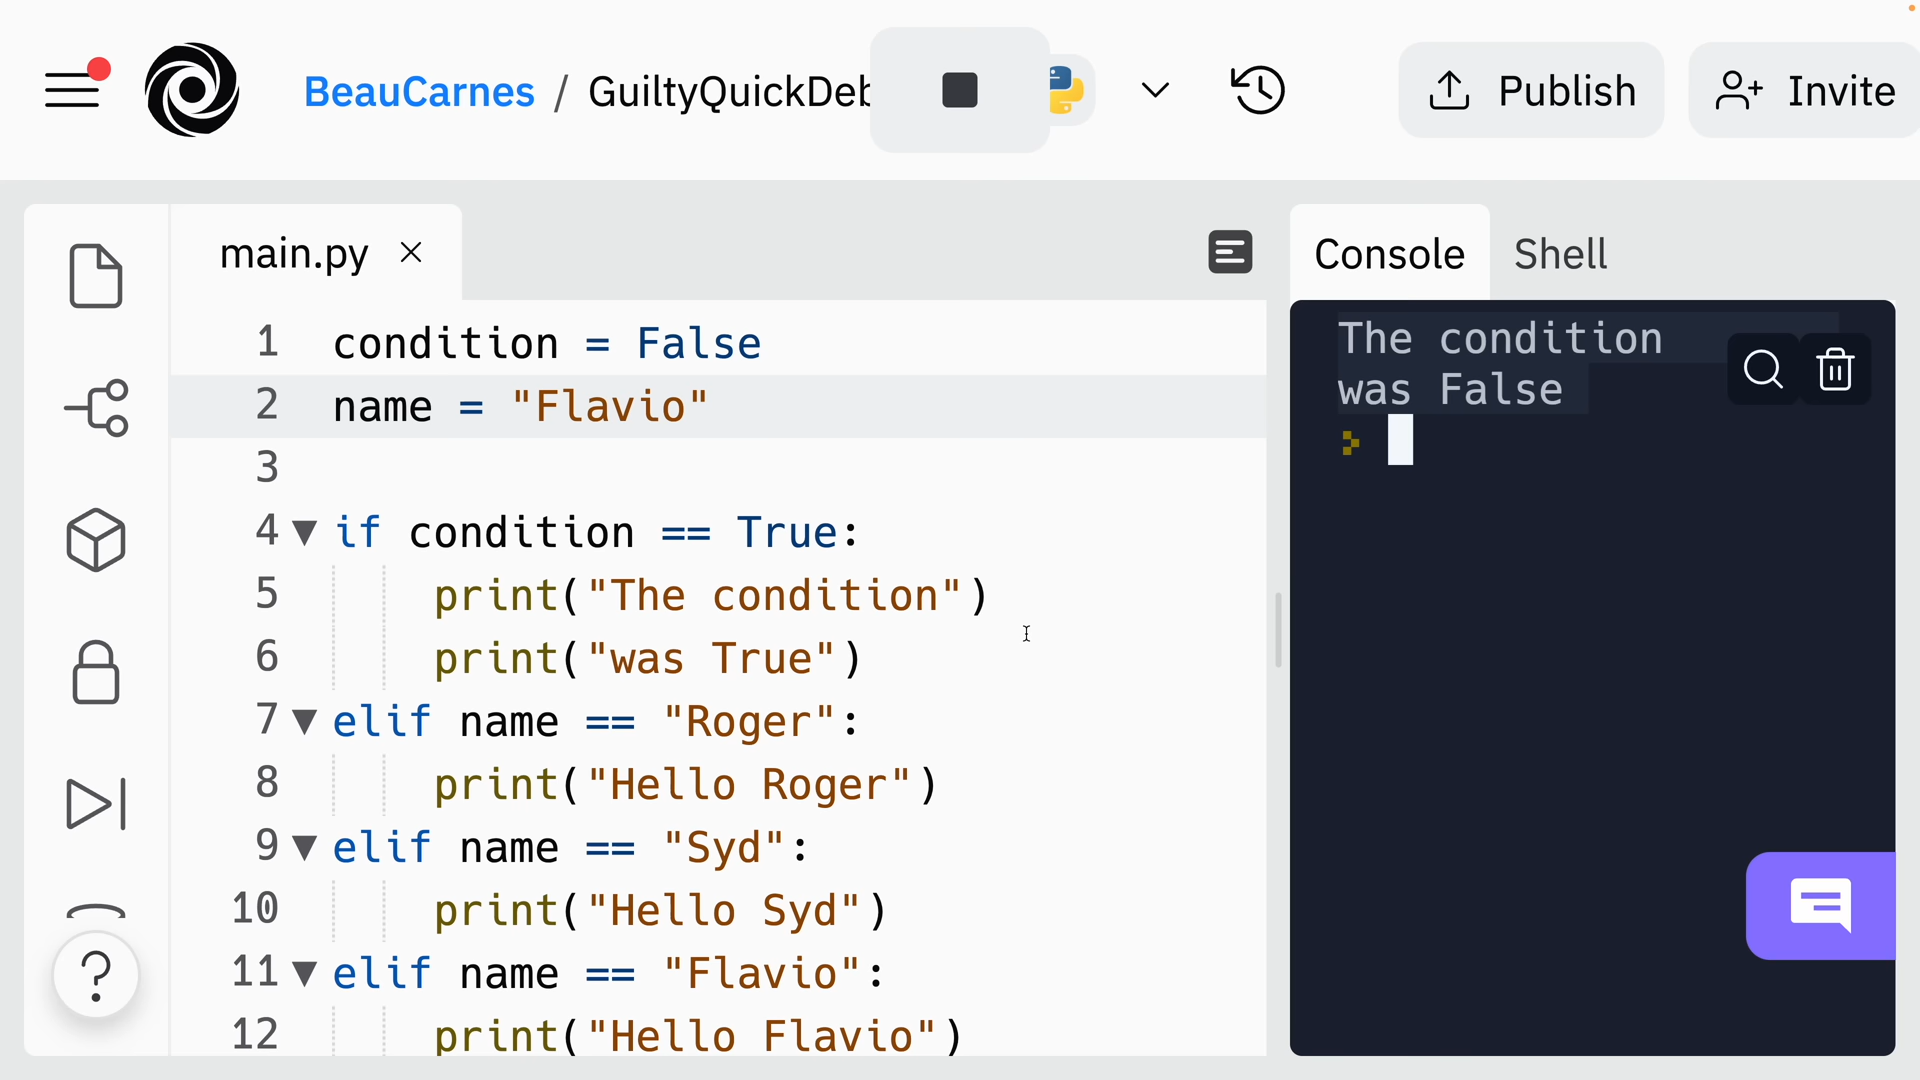 BeauCarnes / GuiltyQuickDeb
Publish
Invite
main.py
Console
Shell
1 condition = False
2 name = "Flavio"
3
4 if condition == True:
5 print("The condition")
6 print("was True")
7 elif name == "Roger":
8 print("Hello Roger")
9 elif name == "Syd":
10 print("Hello Syd")
11 elif name == "Flavio":
12 print("Hello Flavio")
The condition
was False
?